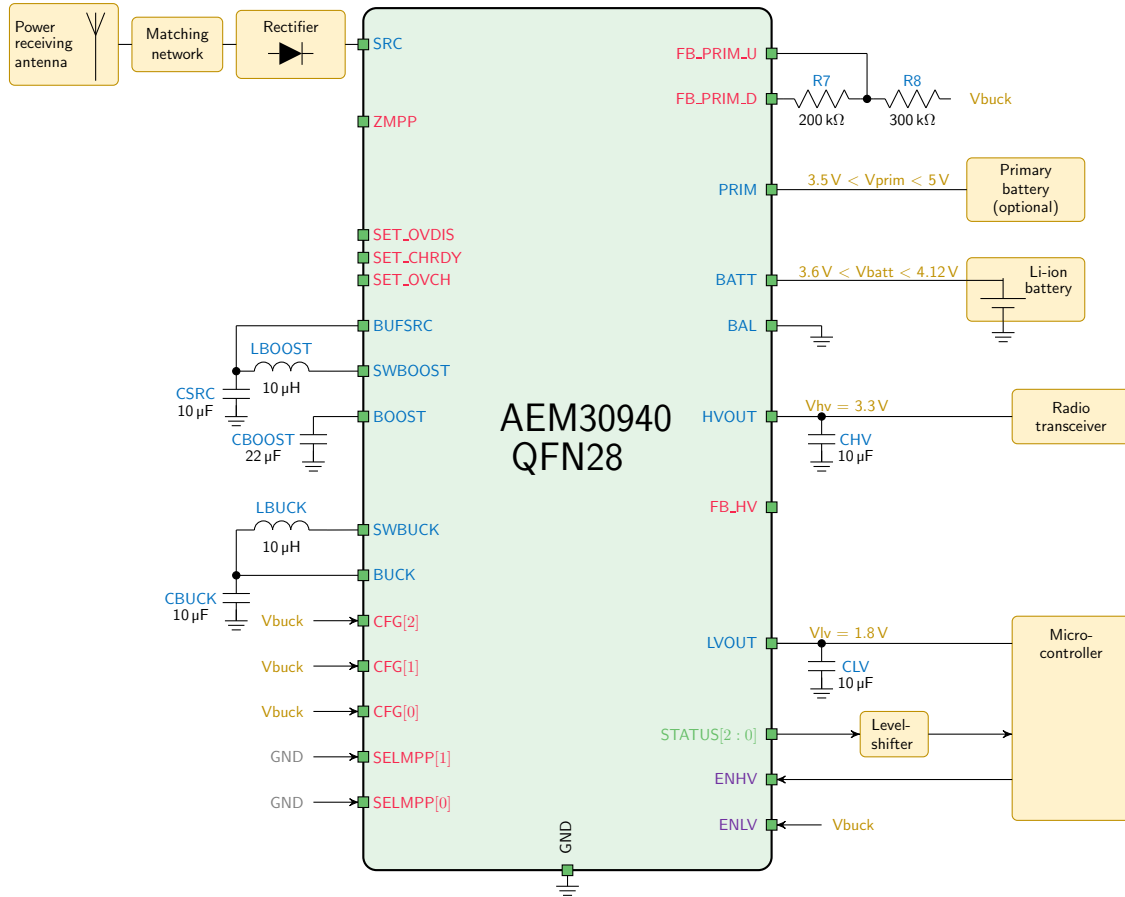 Power
receiving
antenna
Matching
network
Rectifier
SRC
ZMPP
SET_OVDIS
SET_CHRDY
SET_OVCH
BUFSRC
LBOOST
10 µH
SWBOOST
CSRC
10 µF
BOOST
CBOOST
22 µF
LBUCK
10 µH
SWBUCK
BUCK
CBUCK
10 µF
Vbuck
CFG[2]
Vbuck
CFG[1]
Vbuck
CFG[0]
GND
SELMPP[1]
GND
SELMPP[0]
AEM30940
QFN28
GND
FB_PRIM_U
FB_PRIM_D
R7
200 kΩ
R8
300 kΩ
Vbuck
PRIM
3.5 V < Vprim < 5 V
Primary
battery
(optional)
BATT
3.6 V < Vbatt < 4.12 V
Li-ion
battery
BAL
HVOUT
Vhv = 3.3 V
CHV
10 µF
Radio
transceiver
FB_HV
LVOUT
Vlv = 1.8 V
CLV
10 µF
Micro-
controller
STATUS[2 : 0]
Level-
shifter
ENHV
ENLV
Vbuck